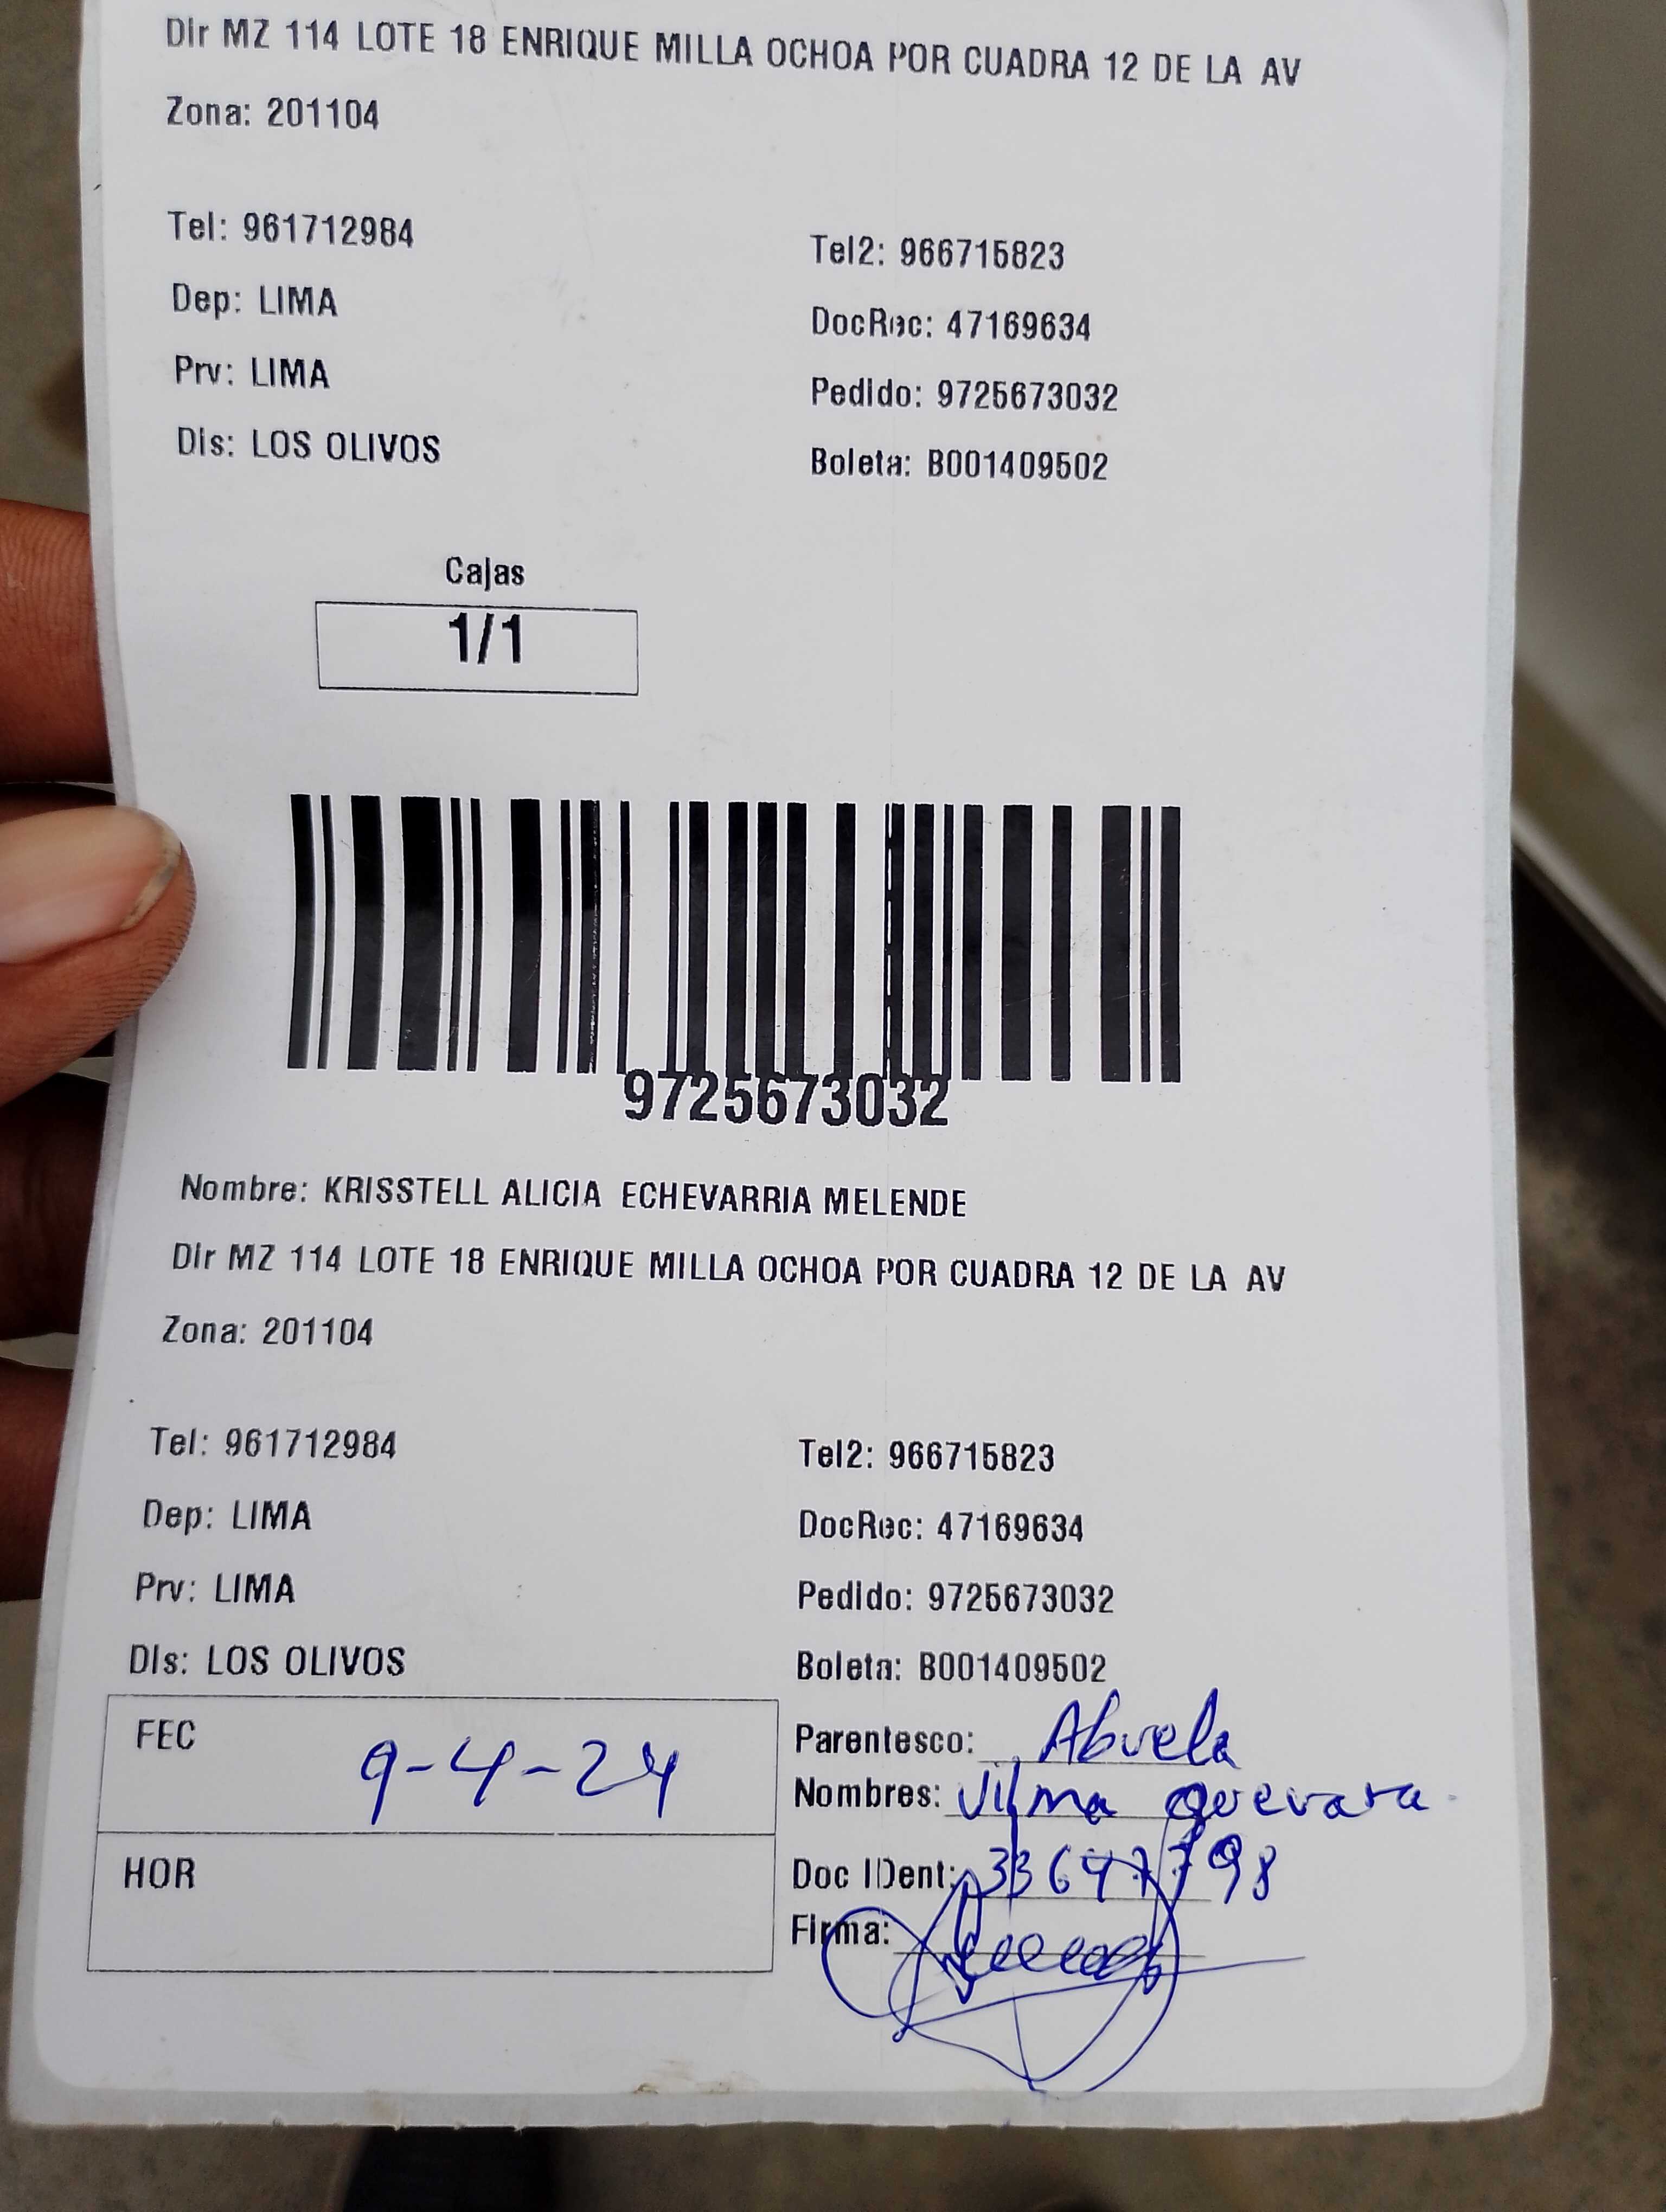 Dir MZ 114 LOTE 18 ENRIQUE MILLA OCHOA POR CUADRA 12 DE LA AV
Zona: 201104
Tel: 961712984
Tel2: 966715823
Dep: LIMA
DocRec: 47169634
Prv: LIMA
Pedido: 9725673032
Dis: LOS OLIVOS
Boleta: B001409502
Cajas
1/1
9725673032
Nombre: KRISSTELL ALICIA ECHEVARRIA MELENDE
Dir MZ 114 LOTE 18 ENRIQUE MILLA OCHOA POR CUADRA 12 DE LA AV
Zona: 201104
Tel: 961712984
Tel2: 966715823
Dep: LIMA
DocRec: 47169634
Prv: LIMA
Pedido: 9725673032
Dis: LOS OLIVOS
Boleta: B001409502
FEC 9-4-24
Parentesco: Abuela
Nombres: Vilma Guevara.
HOR
Doc IDent: 33647798
Firma: